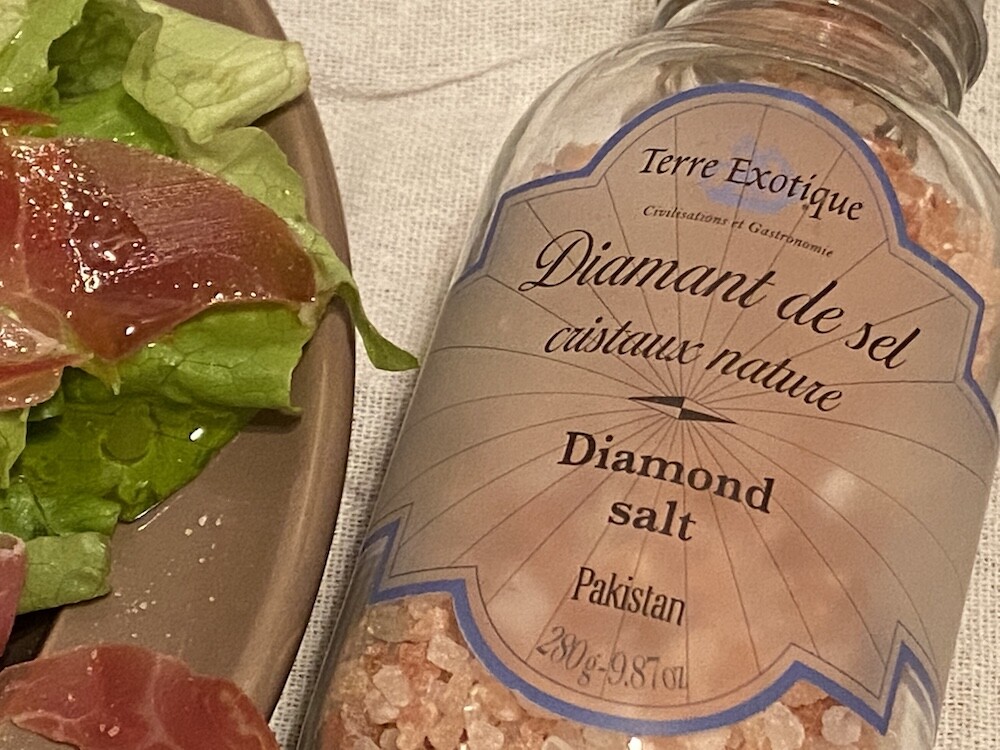 Terre Exotique
Civilisations et Gastronomie
Diamant de sel
cristaux nature
Diamond
salt
Pakistan
280g-9.87oz